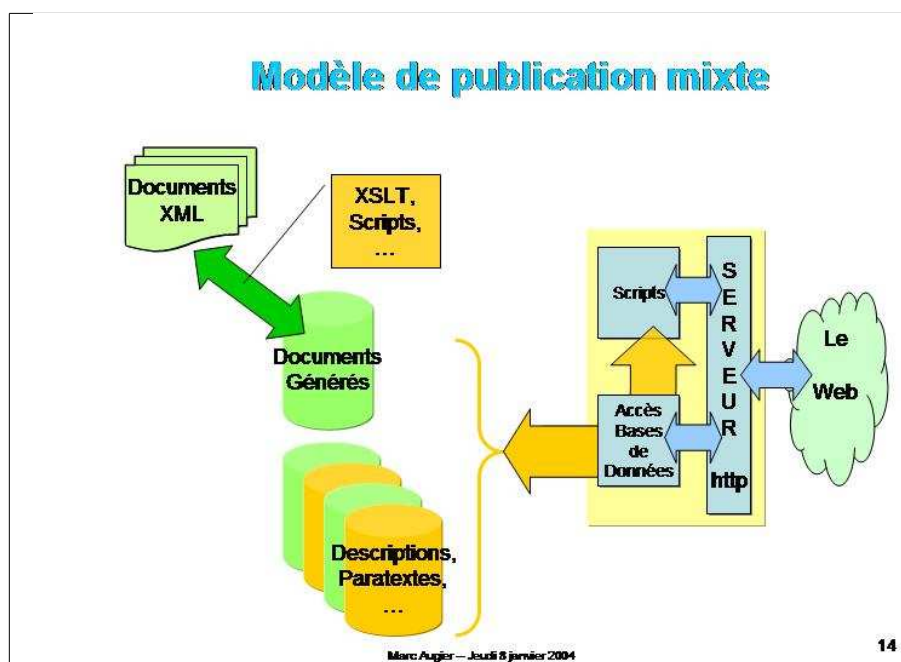 Modèle de publication mixte
Documents
XML
XSLT,
Scripts,
...
Documents
Générés
Descriptions,
Paratextes,
...
Scripts
Accès
Bases
de
Données
SERVEUR
http
Le
Web
Marc Augier – Jeudi 8 janvier 2004
14